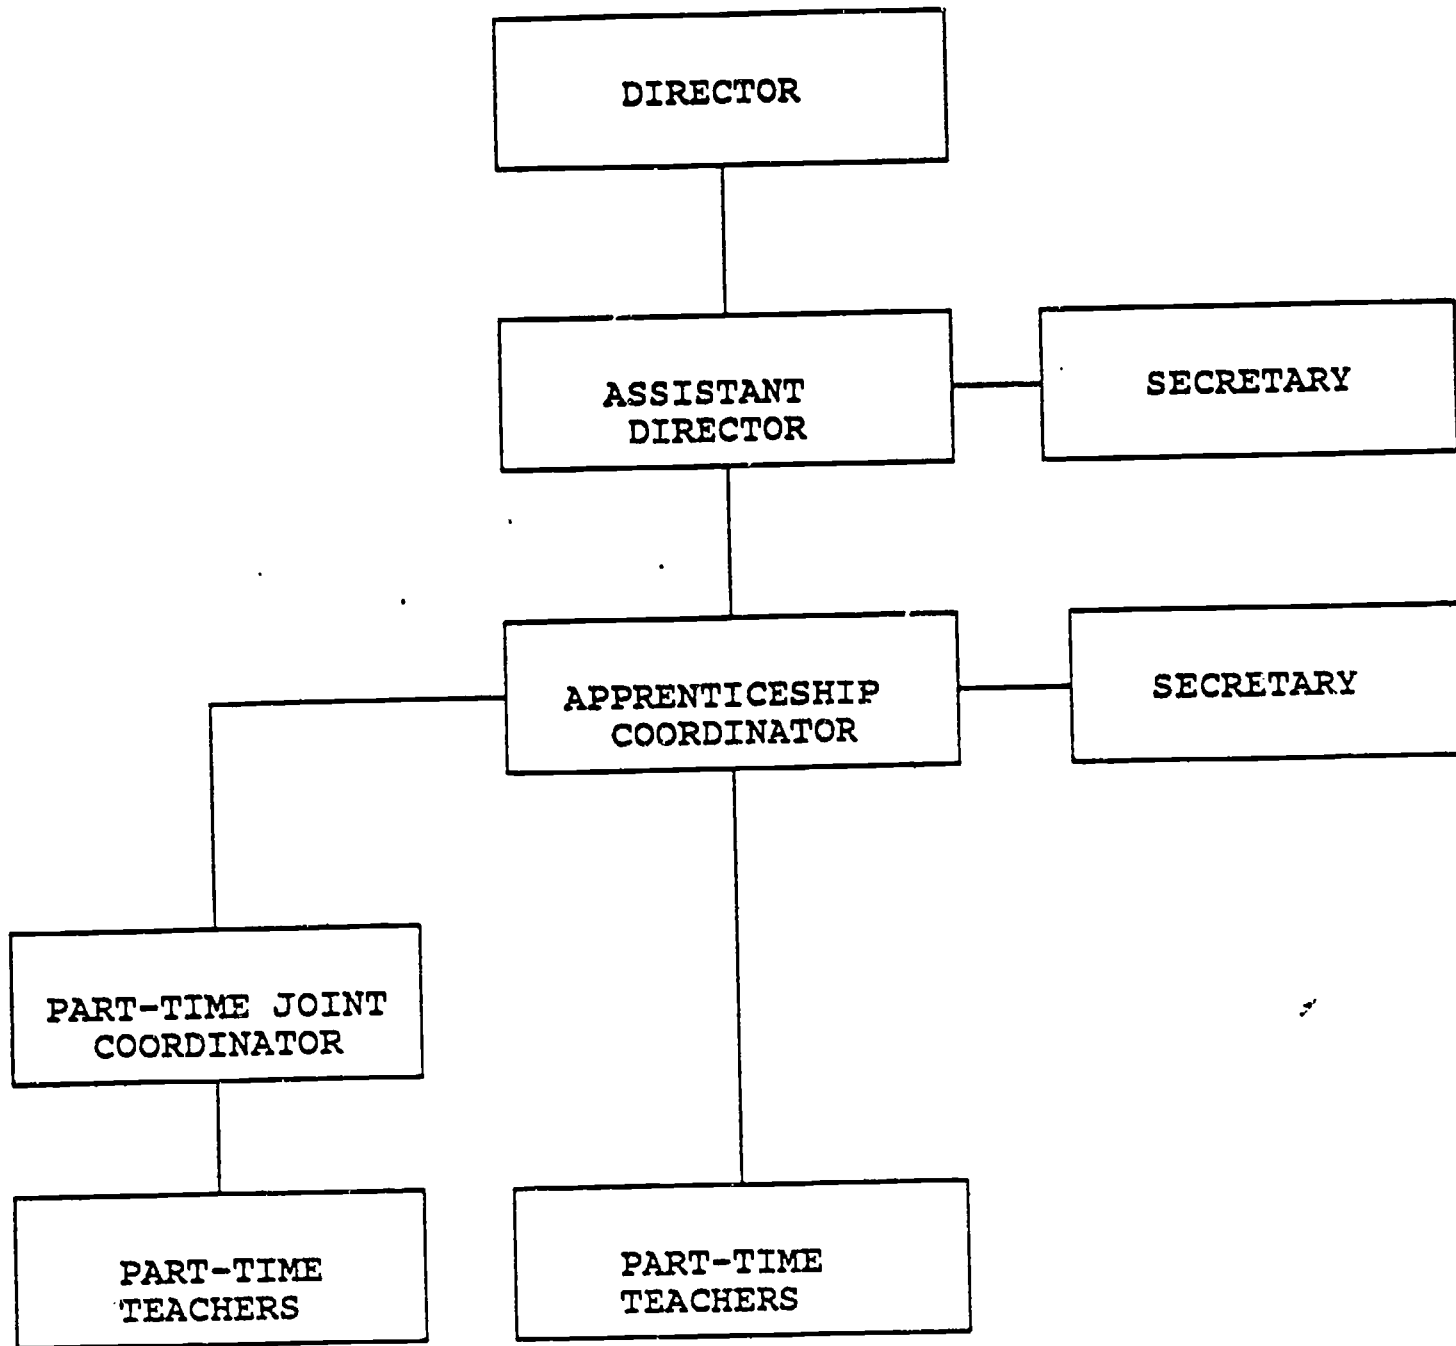 DIRECTOR
ASSISTANT
DIRECTOR
SECRETARY
APPRENTICESHIP
COORDINATOR
SECRETARY
PART-TIME JOINT
COORDINATOR
PART-TIME
TEACHERS
PART-TIME
TEACHERS